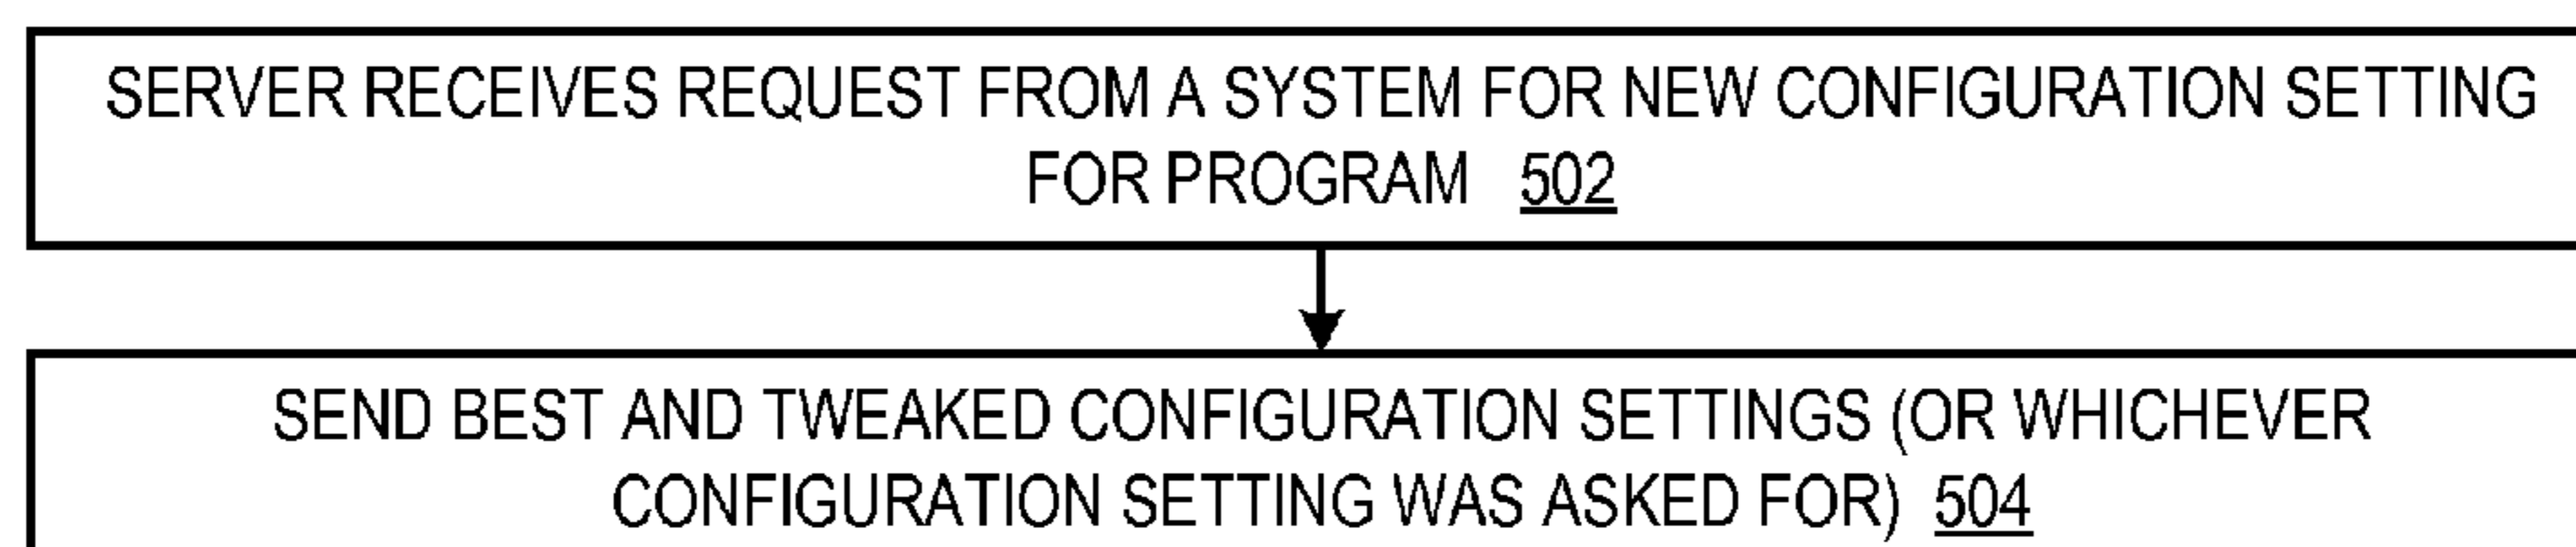 SERVER RECEIVES REQUEST FROM A SYSTEM FOR NEW CONFIGURATION SETTING
FOR PROGRAM 502
SEND BEST AND TWEAKED CONFIGURATION SETTINGS (OR WHICHEVER
CONFIGURATION SETTING WAS ASKED FOR) 504